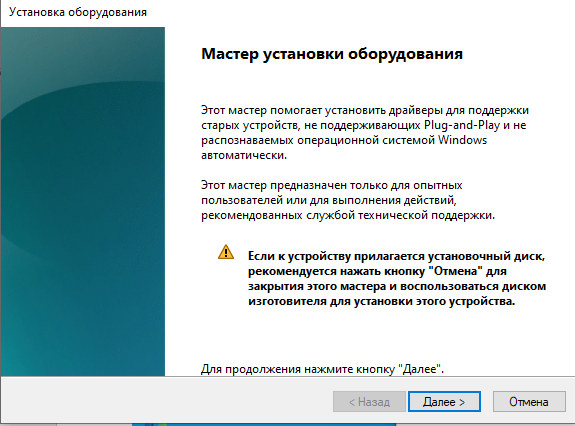 Установка оборудования
Мастер установки оборудования
Этот мастер помогает установить драйверы для поддержки
старых устройств, не поддерживающих Plug-and-Play и не
распознаваемых операционной системой Windows
автоматически.
Этот мастер предназначен только для опытных
пользователей или для выполнения действий,
рекомендованных службой технической поддержки.
Если к устройству прилагается установочный диск,
рекомендуется нажать кнопку "Отмена" для
закрытия этого мастера и воспользоваться диском
изготовителя для установки этого устройства.
Для продолжения нажмите кнопку "Далее".
< Назад
Далее >
Отмена